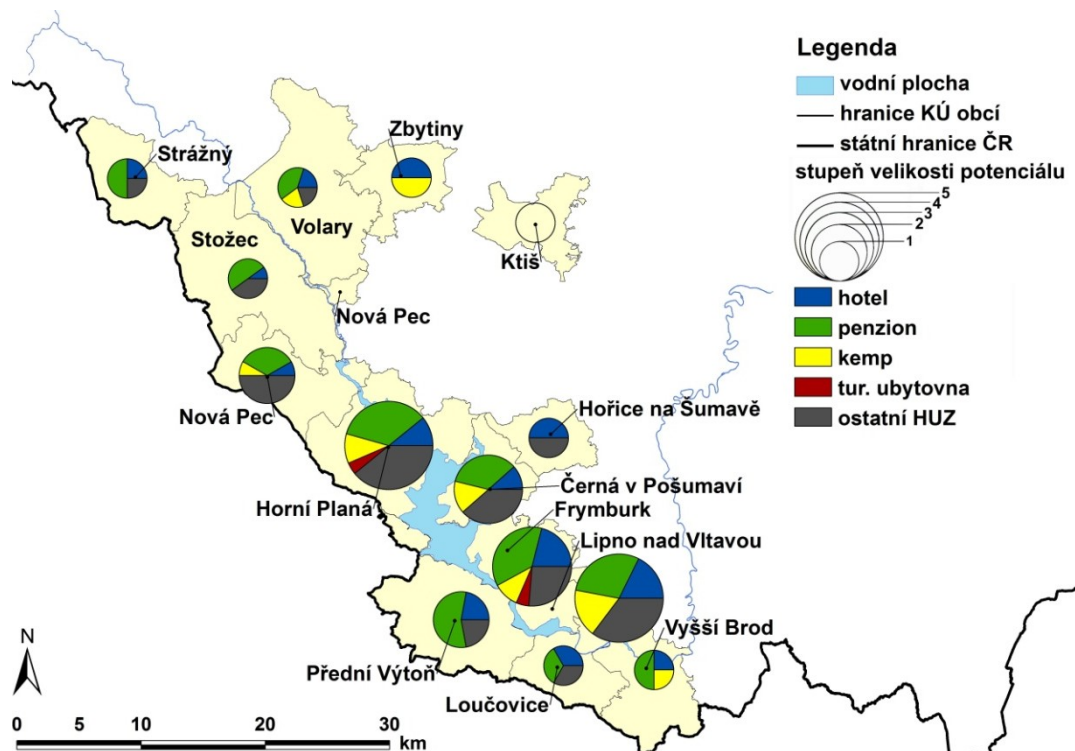 Legenda
vodní plocha
hranice KÚ obcí
státní hranice ČR
stupeň velikosti potenciálu
5
4
3
2
1
hotel
penzion
kemp
tur. ubytovna
ostatní HUZ
Zbytiny
Strážný
Volary
Ktiš
Stožec
Nová Pec
Nová Pec
Hořice na Šumavě
Horní Planá
Černá v Pošumaví
Frymburk
Lipno nad Vltavou
Vyšší Brod
Přední Výtoň
Loučovice
N
0 10 20 30
km